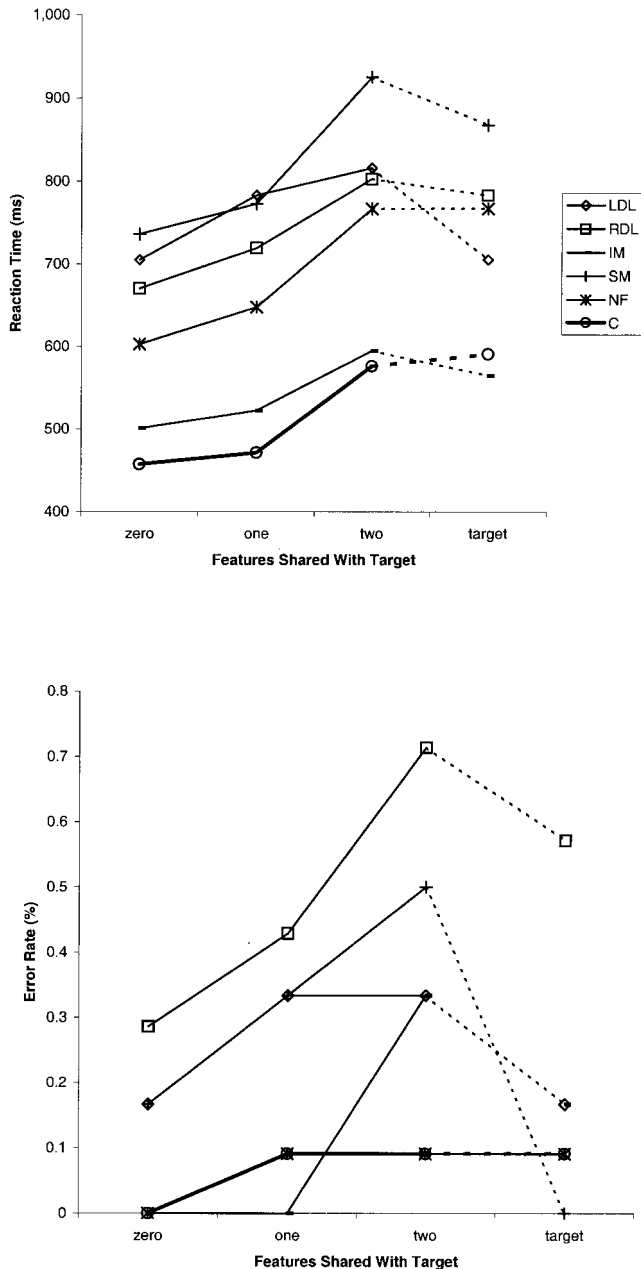 1,000
900
800
700
600
500
400
Reaction Time (ms)
zero one two target
Features Shared With Target
LDL
RDL
IM
SM
NF
C
0.8
0.7
0.6
0.5
0.4
0.3
0.2
0.1
0
Error Rate (%)
zero one two target
Features Shared With Target